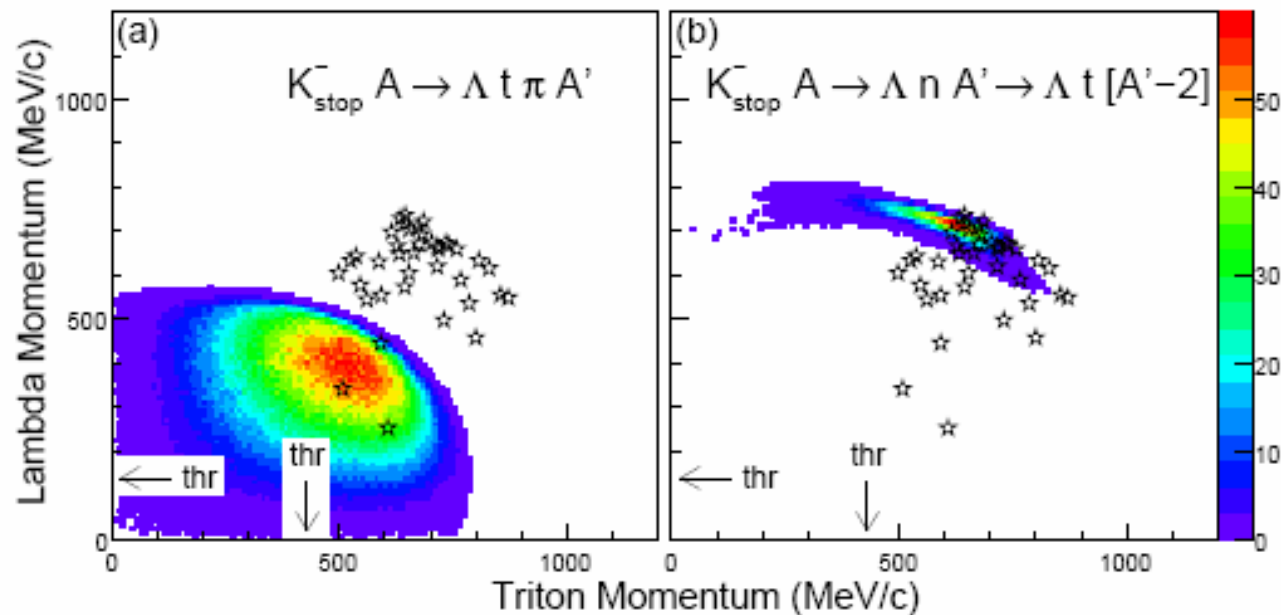 (a)
K⁻stop A → Λ t π A'
(b)
K⁻stop A → Λ n A' → Λ t [A'−2]
Lambda Momentum (MeV/c)
1000
500
0
thr
thr
thr
thr
50
40
30
20
10
0
0 500 1000
0 500 1000
Triton Momentum (MeV/c)